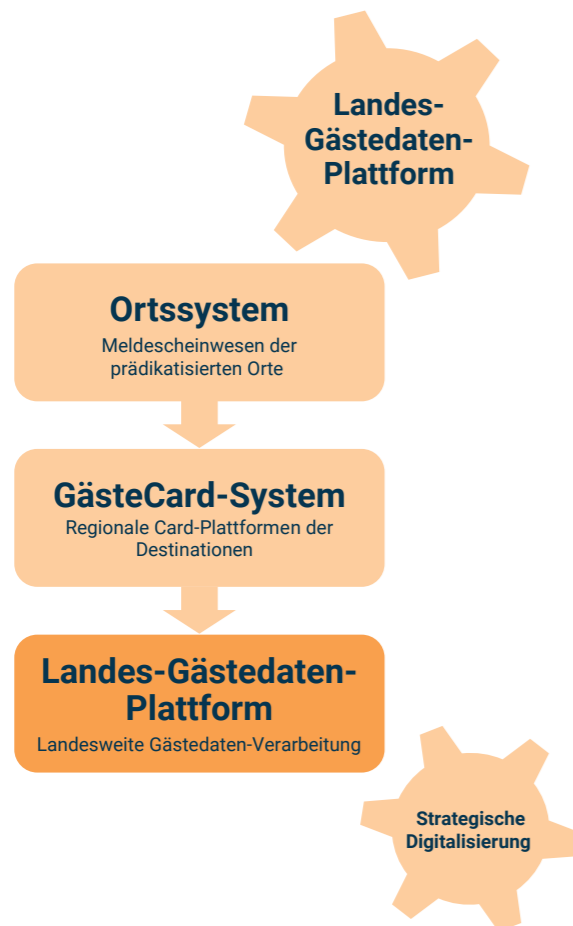 Landes-
Gästedaten-
Plattform
Ortssystem
Meldescheinwesen der
prädikatisierten Orte
GästeCard-System
Regionale Card-Plattformen der
Destinationen
Landes-Gästedaten-
Plattform
Landesweite Gästedaten-Verarbeitung
Strategische
Digitalisierung